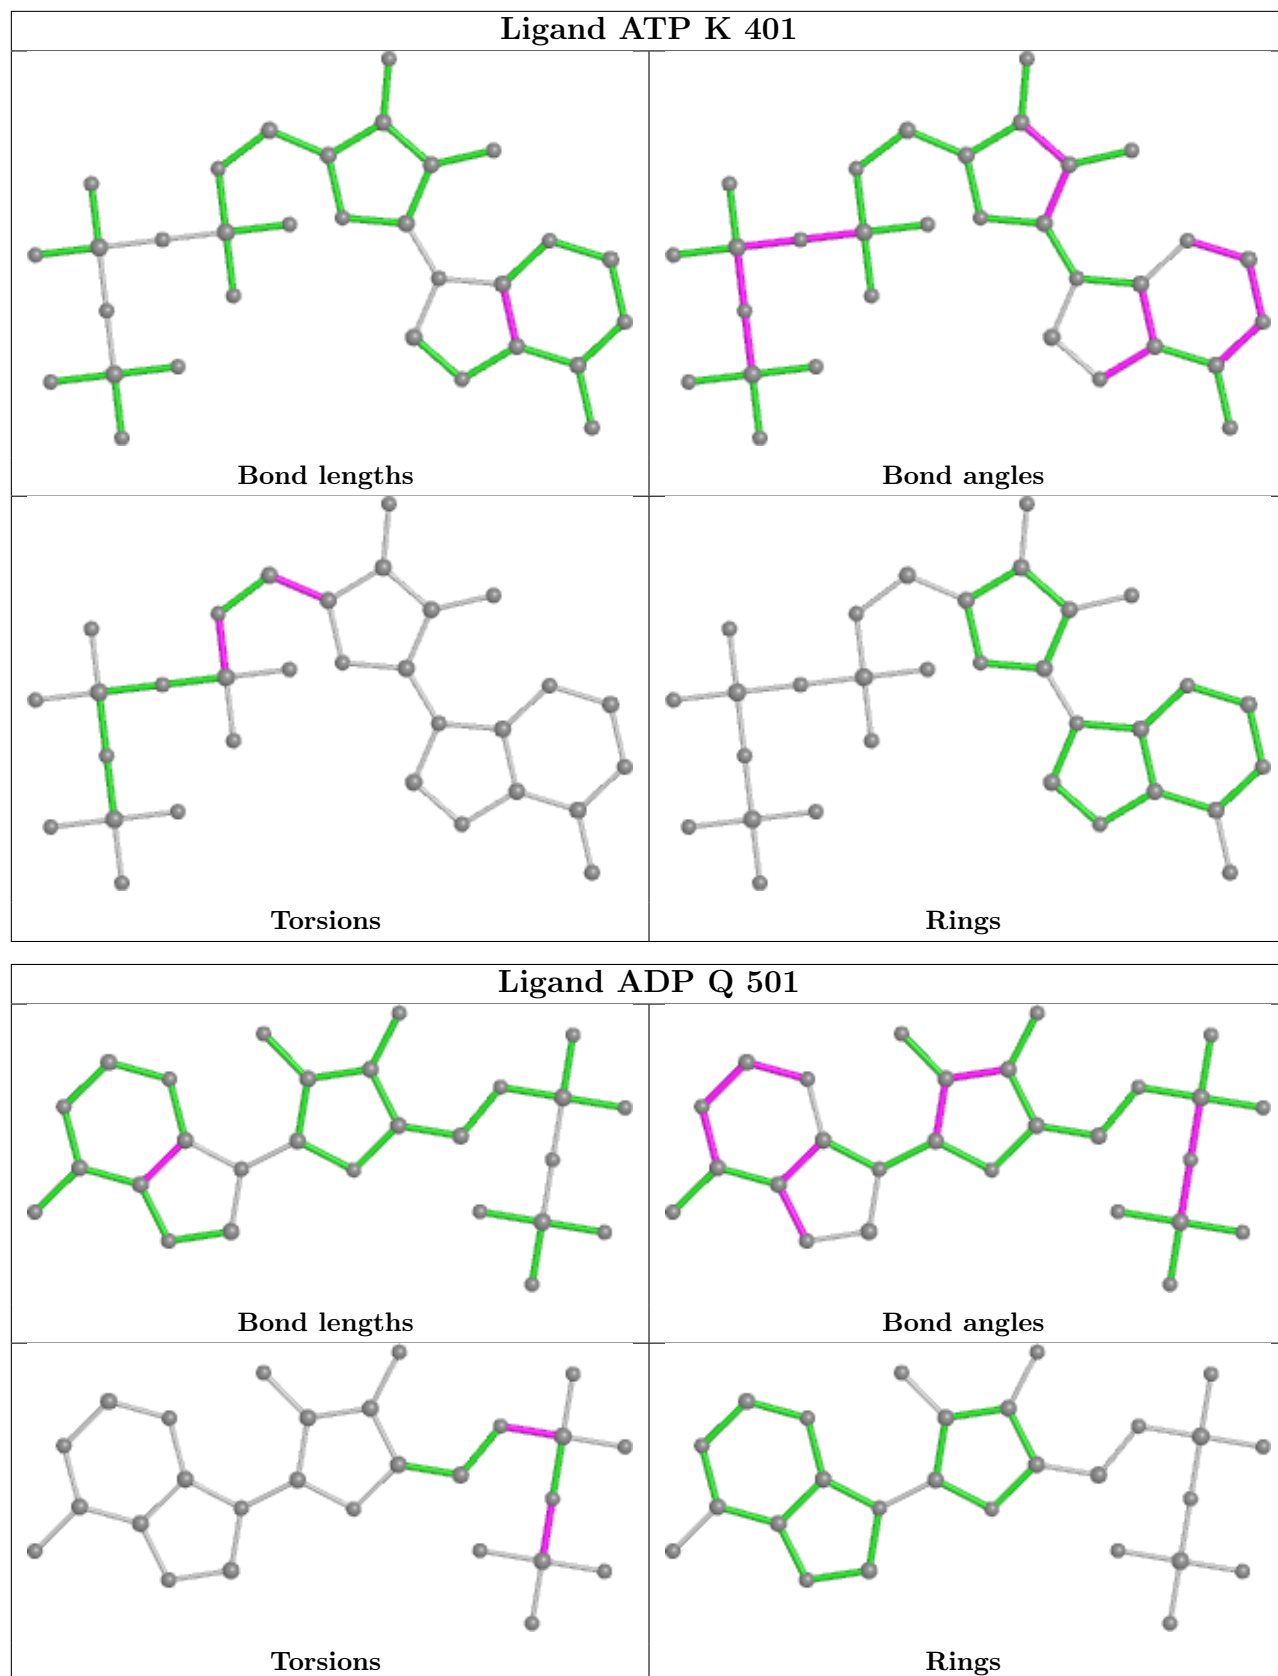 Ligand ATP K 401
Bond lengths
Bond angles
Torsions
Rings
Ligand ADP Q 501
Bond lengths
Bond angles
Torsions
Rings